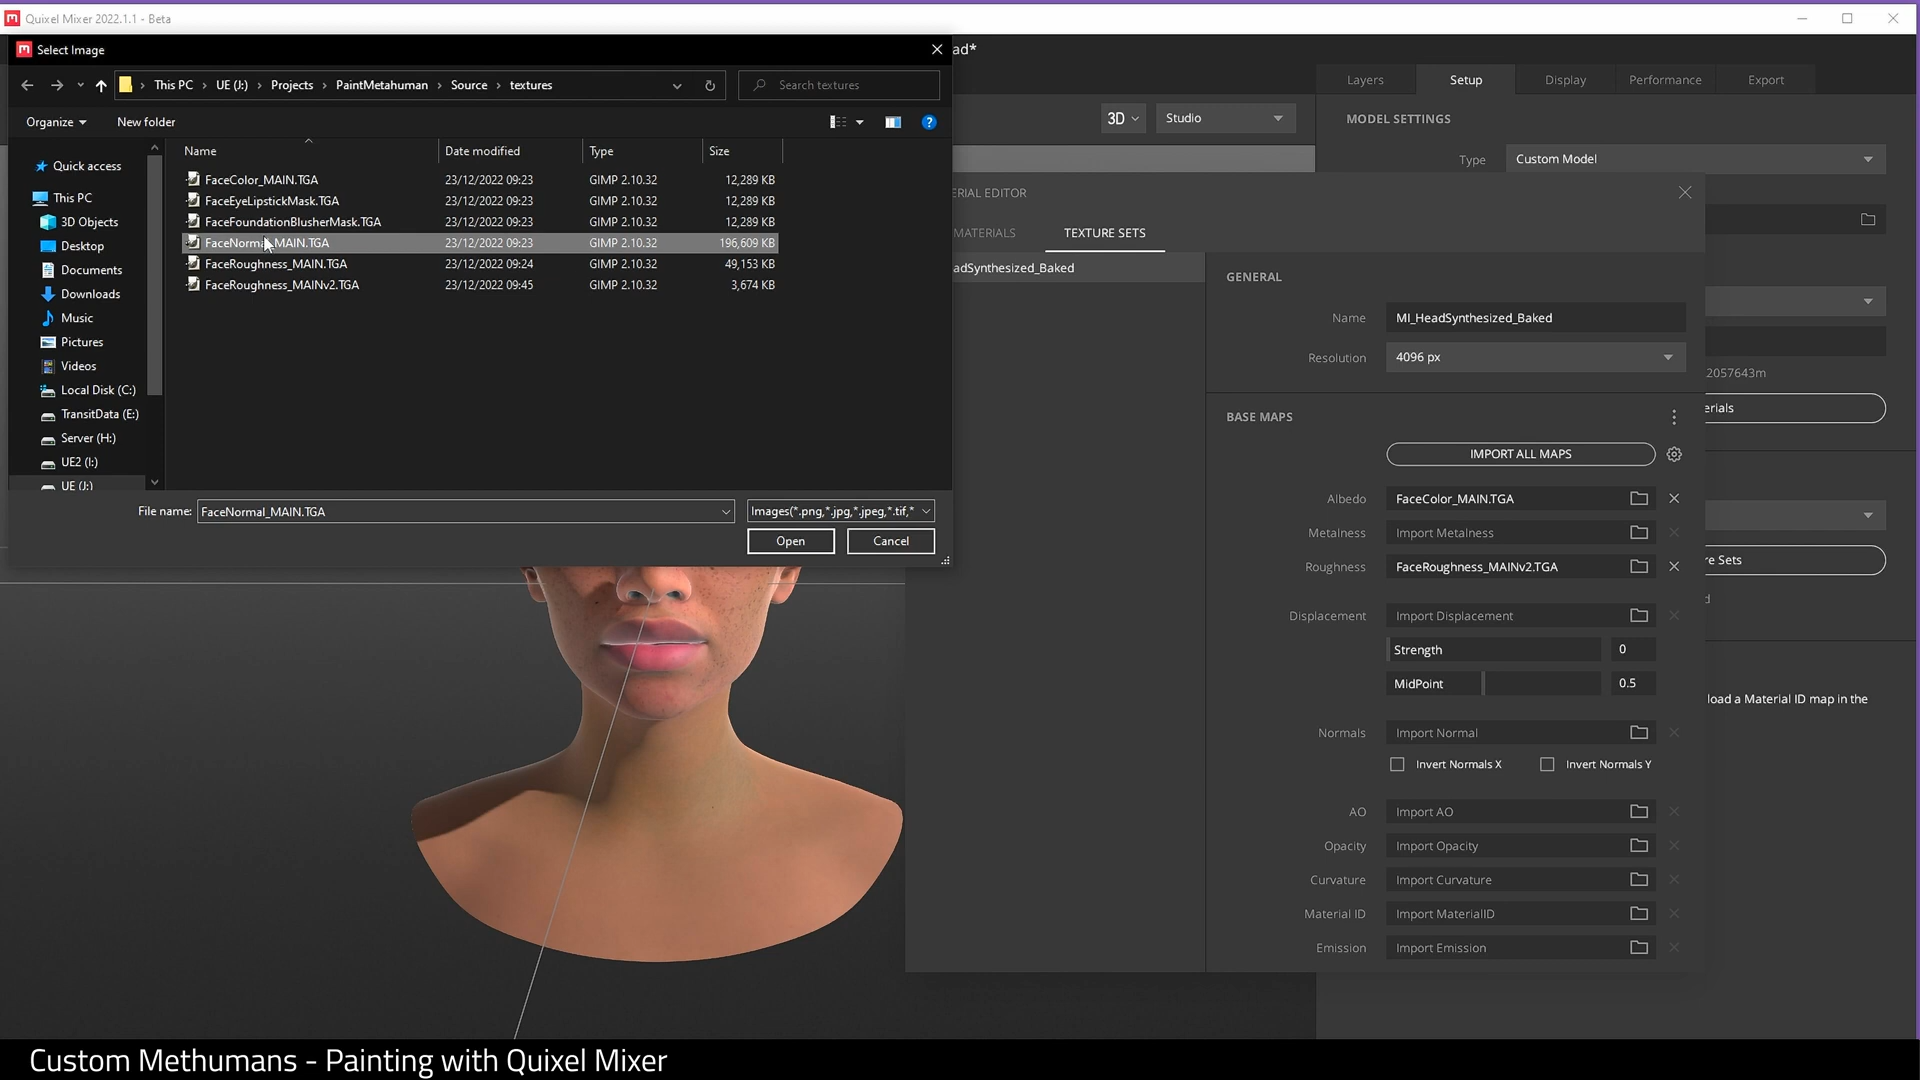 Quixel Mixer 2022.1.1 - Beta
Select Image
ad*
This PC > UE (J:) > Projects > PaintMetahuman > Source > textures
Search textures
Layers Setup Display Performance Export
Organize New folder
3D Studio
MODEL SETTINGS
Type Custom Model
Name Date modified Type Size
Quick access
This PC
3D Objects
Desktop
Documents
Downloads
Music
Pictures
Videos
Local Disk (C:)
TransitData (E:)
Server (H:)
UE2 (I:)
UE (J:)
FaceColor_MAIN.TGA 23/12/2022 09:23 GIMP 2.10.32 12,289 KB
FaceEyeLipstickMask.TGA 23/12/2022 09:23 GIMP 2.10.32 12,289 KB
FaceFoundationBlusherMask.TGA 23/12/2022 09:23 GIMP 2.10.32 12,289 KB
FaceNormal_MAIN.TGA 23/12/2022 09:23 GIMP 2.10.32 196,609 KB
FaceRoughness_MAIN.TGA 23/12/2022 09:24 GIMP 2.10.32 49,153 KB
FaceRoughness_MAINv2.TGA 23/12/2022 09:45 GIMP 2.10.32 3,674 KB
File name: FaceNormal_MAIN.TGA
Images(*.png,*.jpg,*.jpeg,*.tif,*
Open Cancel
ERIAL EDITOR
MATERIALS TEXTURE SETS
adSynthesized_Baked
GENERAL
Name MI_HeadSynthesized_Baked
Resolution 4096 px
BASE MAPS
IMPORT ALL MAPS
Albedo FaceColor_MAIN.TGA
Metalness Import Metalness
Roughness FaceRoughness_MAINv2.TGA
Displacement Import Displacement
Strength 0
MidPoint 0.5
Normals Import Normal
Invert Normals X Invert Normals Y
AO Import AO
Opacity Import Opacity
Curvature Import Curvature
Material ID Import MaterialID
Emission Import Emission
2057643m
erials
re Sets
d
load a Material ID map in the
Custom Methumans - Painting with Quixel Mixer